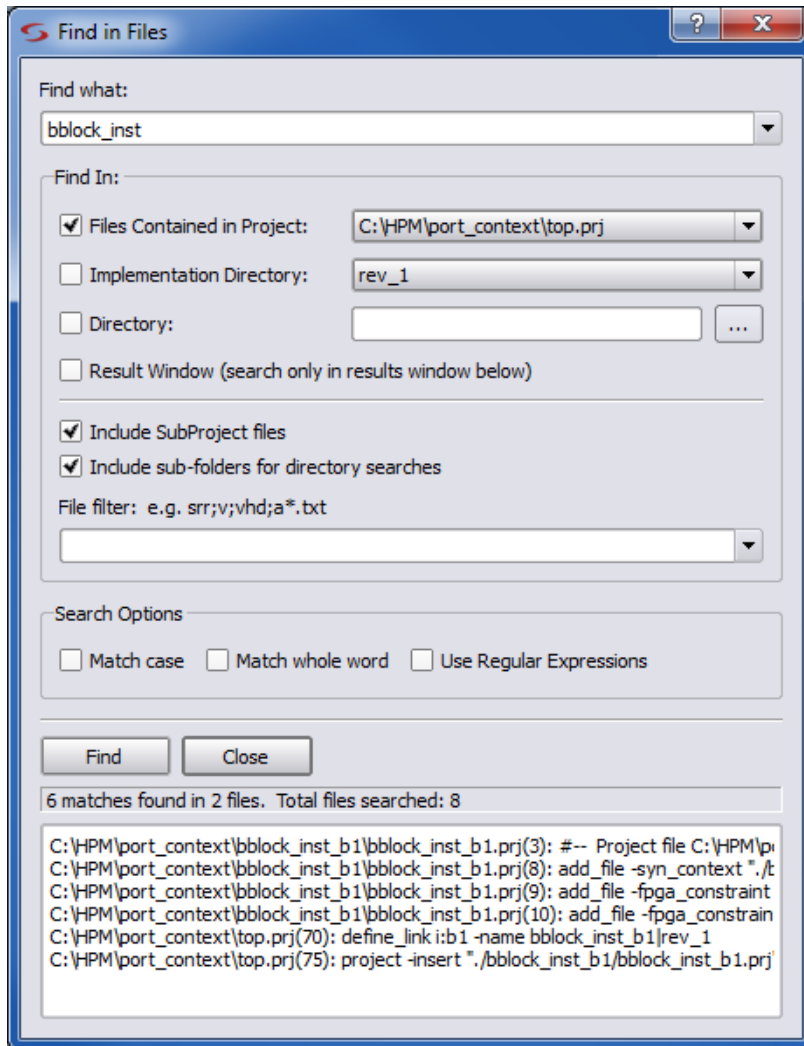 Find in Files
Find what:
bblock_inst
Find In:
Files Contained in Project: C:\HPM\port_context\top.prj
Implementation Directory: rev_1
Directory: ...
Result Window (search only in results window below)
Include SubProject files
Include sub-folders for directory searches
File filter: e.g. srr;v;vhd;a*.txt
Search Options
Match case Match whole word Use Regular Expressions
Find Close
6 matches found in 2 files. Total files searched: 8
C:\HPM\port_context\bblock_inst_b1\bblock_inst_b1.prj(3): #-- Project file C:\HPM\
C:\HPM\port_context\bblock_inst_b1\bblock_inst_b1.prj(8): add_file -syn_context "./
C:\HPM\port_context\bblock_inst_b1\bblock_inst_b1.prj(9): add_file -fpga_constraint
C:\HPM\port_context\bblock_inst_b1\bblock_inst_b1.prj(10): add_file -fpga_constrain
C:\HPM\port_context\top.prj(70): define_link i:b1 -name bblock_inst_b1|rev_1
C:\HPM\port_context\top.prj(75): project -insert "./bblock_inst_b1/bblock_inst_b1.prj